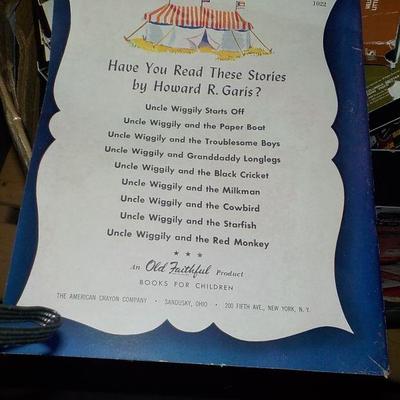 1022
Have You Read These Stories
by Howard R. Garis?
Uncle Wiggily Starts Off
Uncle Wiggily and the Paper Boat
Uncle Wiggily and the Troublesome Boys
Uncle Wiggily and Granddaddy Longlegs
Uncle Wiggily and the Black Cricket
Uncle Wiggily and the Milkman
Uncle Wiggily and the Cowbird
Uncle Wiggily and the Starfish
Uncle Wiggily and the Red Monkey
★ ★ ★
An Old Faithful Product
BOOKS FOR CHILDREN
THE AMERICAN CRAYON COMPANY · SANDUSKY, OHIO · 200 FIFTH AVE., NEW YORK, N. Y.